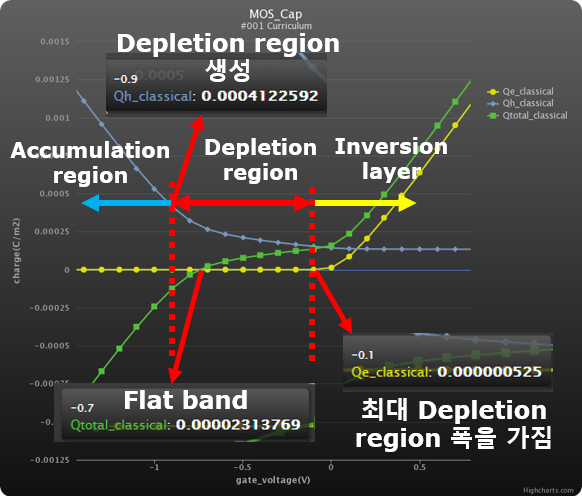 MOS_Cap
#001 Curriculum
Depletion region
생성
-0.9
Qh_classical: 0.0004122592
Qe_classical
Qh_classical
Qtotal_classical
Accumulation
region
Depletion
region
Inversion
layer
0.0015
0.00125
0.001
0.0005
0.00025
0
-0.00025
-0.0005
-0.00075
-0.00125
charge(C/m2)
-0.1
Qe_classical: 0.000000525
-0.7
Flat band
Qtotal_classical: 0.00002313769
최대 Depletion
region 폭을 가짐
-1
-0.5
0
0.5
gate_voltage(V)
Highcharts.com